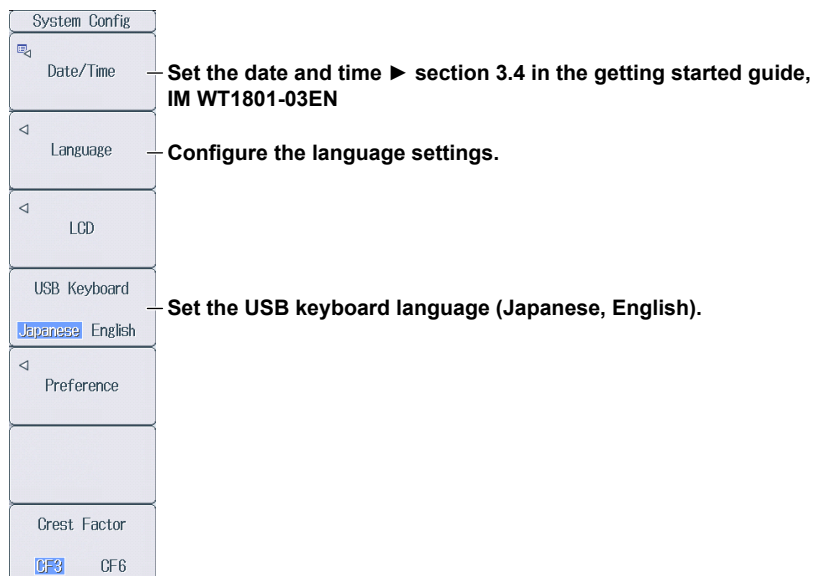 System Config
Date/Time
Set the date and time ► section 3.4 in the getting started guide,
IM WT1801-03EN
Language
Configure the language settings.
LCD
USB Keyboard
Japanese English
Set the USB keyboard language (Japanese, English).
Preference
Crest Factor
CF3 CF6